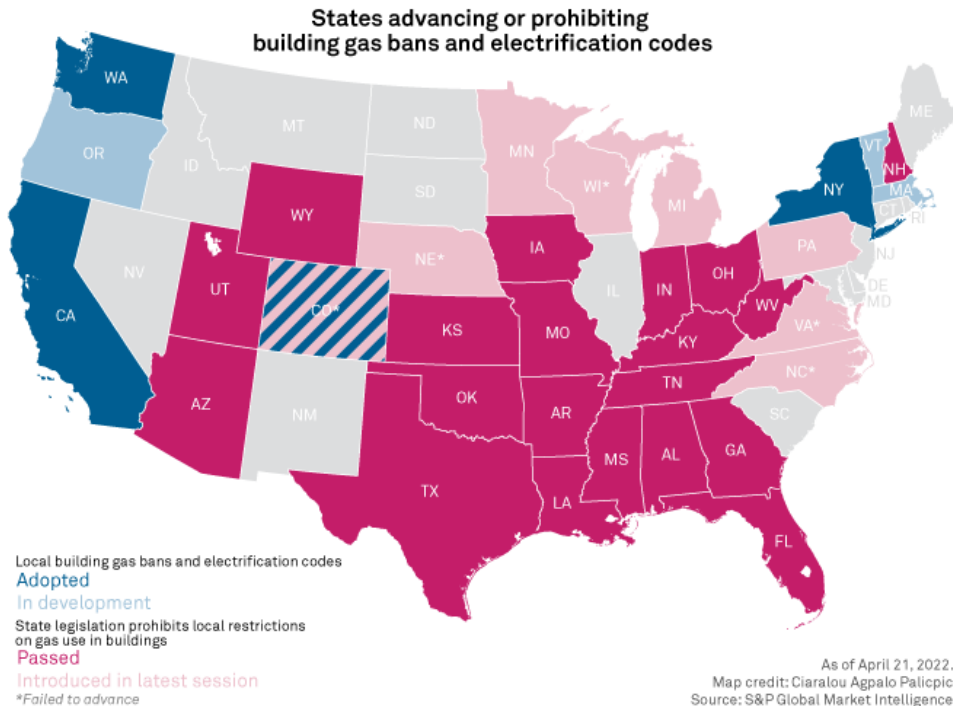 States advancing or prohibiting
building gas bans and electrification codes
WA
MT
ND
ME
OR
ID
MN
VT
NH
SD
WI*
NY
MA
WY
MI
CT
RI
IA
PA
NE*
NJ
NV
OH
UT
IL
IN
DE
MD
CA
CO*
WV
VA*
KS
MO
KY
NC*
TN
AZ
OK
NM
AR
SC
MS
AL
GA
TX
LA
FL
Local building gas bans and electrification codes
Adopted
In development
State legislation prohibits local restrictions
on gas use in buildings
Passed
Introduced in latest session
*Failed to advance
As of April 21, 2022.
Map credit: Ciaralou Agpalo Palicpic
Source: S&P Global Market Intelligence